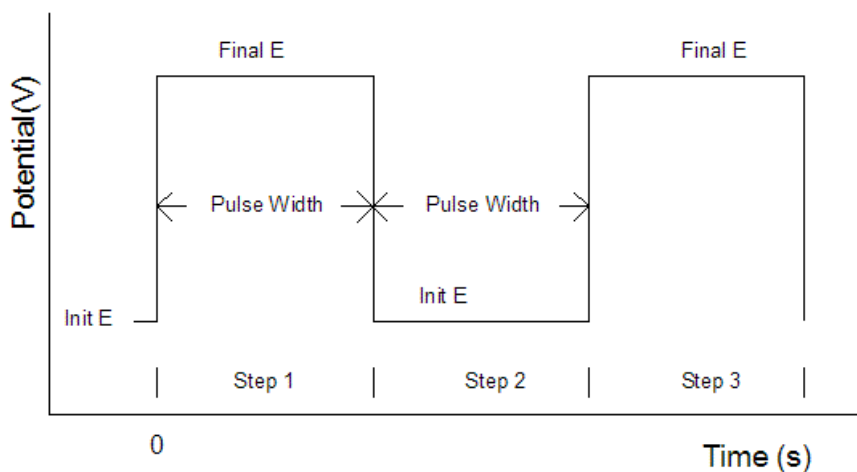 Final E
Final E
Potential(V)
Pulse Width
Pulse Width
Init E
Init E
Step 1
Step 2
Step 3
0
Time (s)